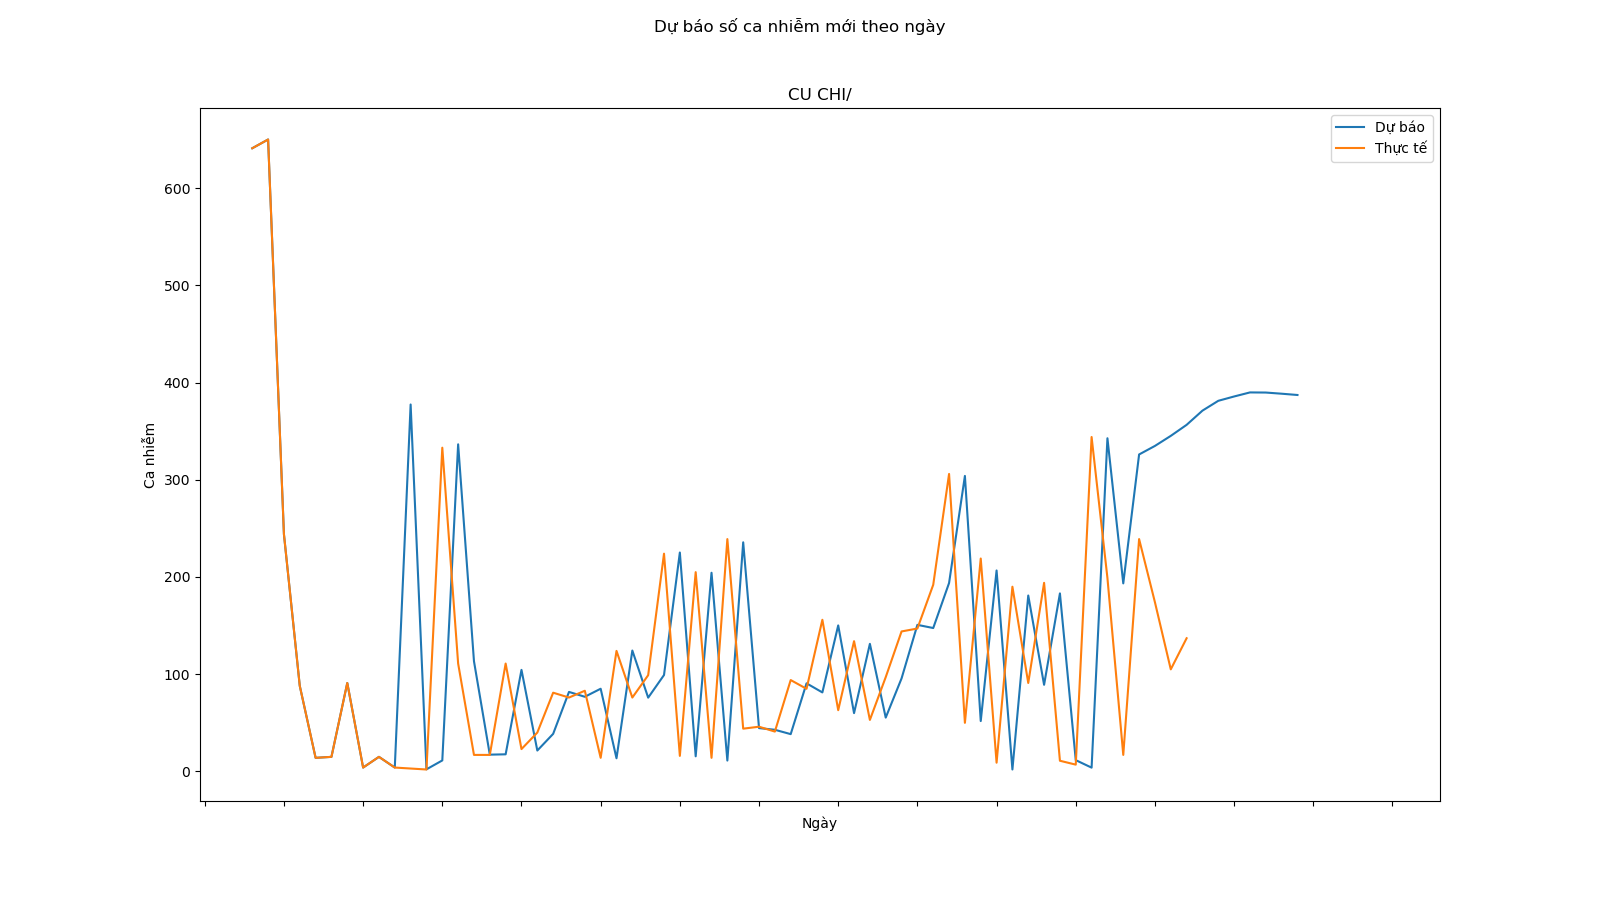 Dự báo số ca nhiễm mới theo ngày
CU CHI/
Dự báo
Thực tế
600
500
400
300
200
100
0
Ca nhiễm
Ngày